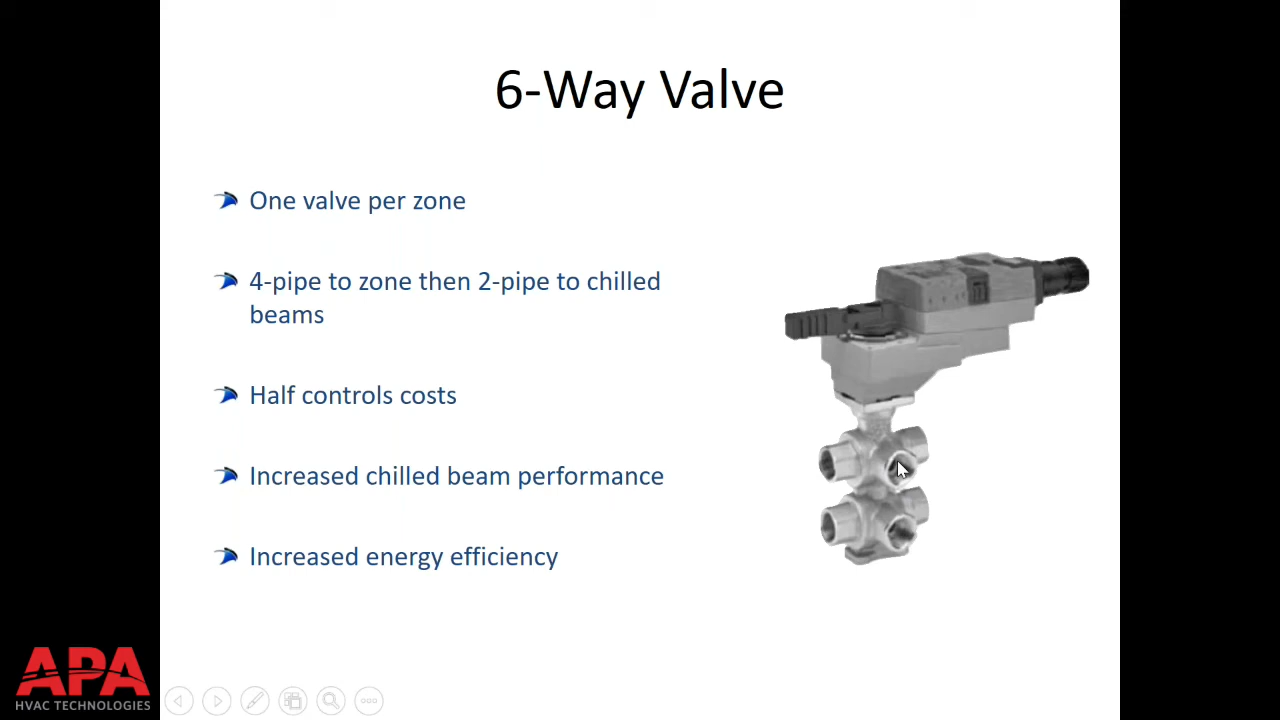 6-Way Valve
One valve per zone
4-pipe to zone then 2-pipe to chilled
beams
Half controls costs
Increased chilled beam performance
Increased energy efficiency
APA
HVAC TECHNOLOGIES